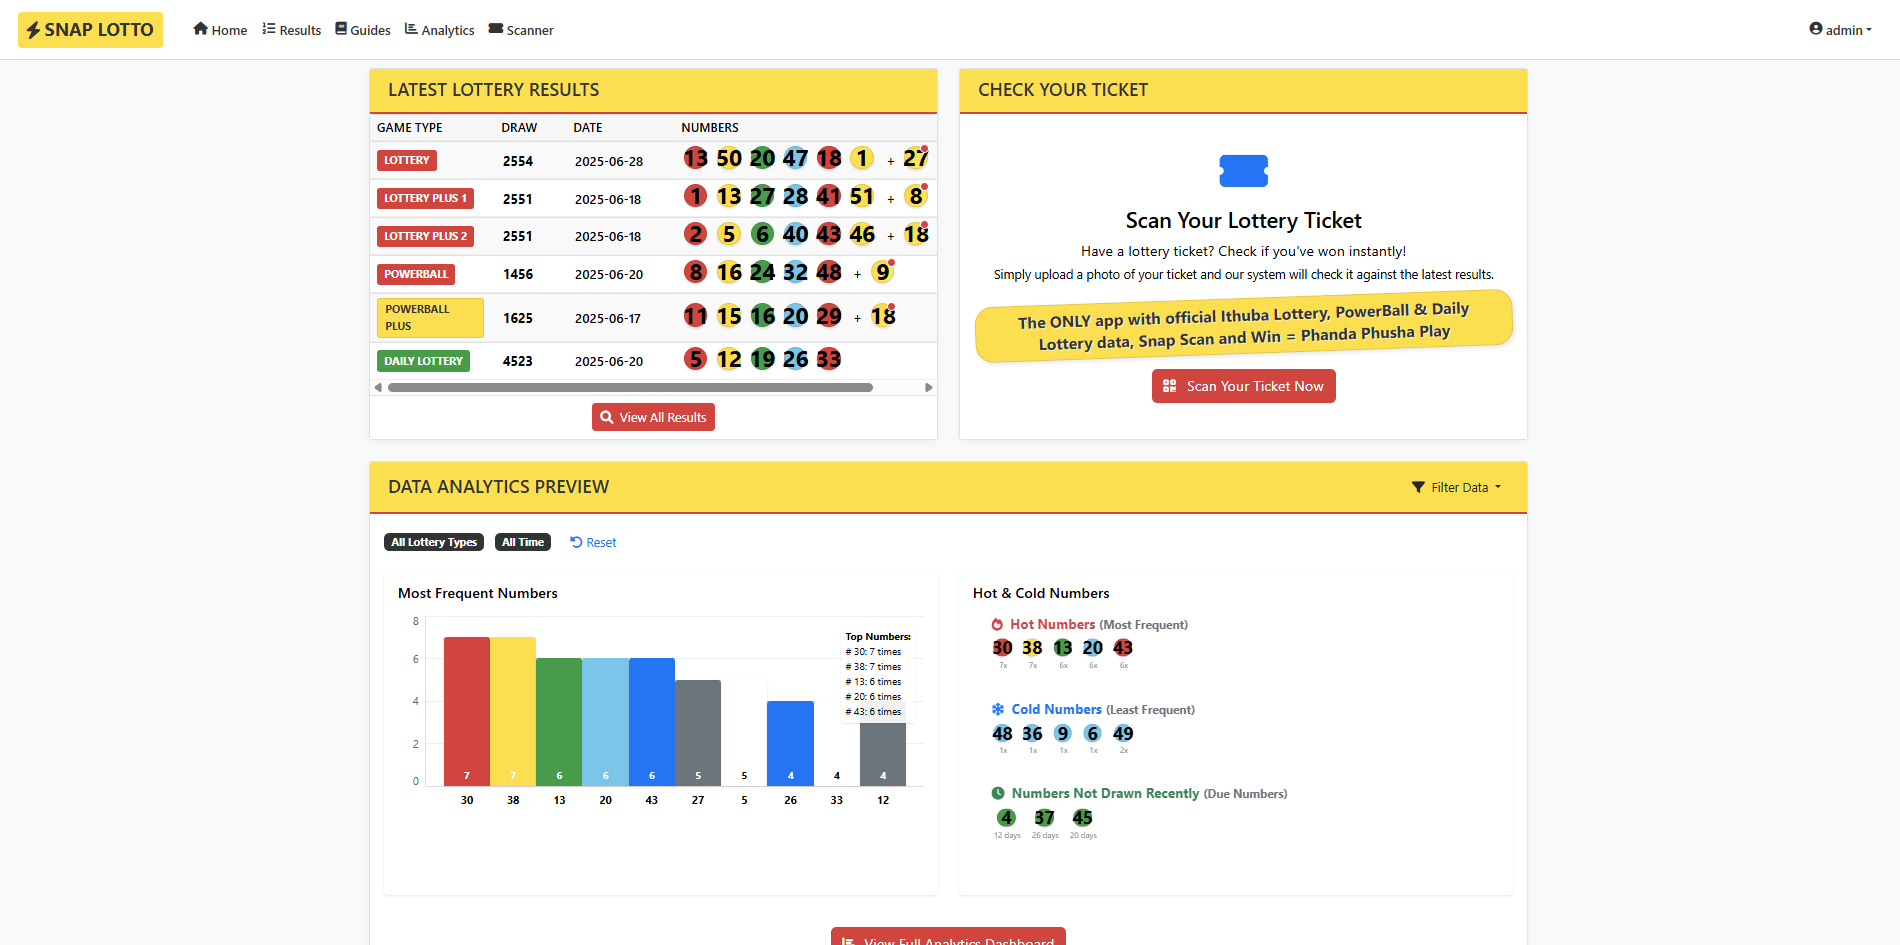 SNAP LOTTO
Home
Results
Guides
Analytics
Scanner
admin
LATEST LOTTERY RESULTS
GAME TYPE DRAW DATE NUMBERS
LOTTERY 2554 2025-06-28 13 50 20 47 18 1 + 27
LOTTERY PLUS 1 2551 2025-06-18 1 13 27 28 41 51 + 8
LOTTERY PLUS 2 2551 2025-06-18 2 5 6 40 43 46 + 18
POWERBALL 1456 2025-06-20 8 16 24 32 48 + 9
POWERBALL
PLUS 1625 2025-06-17 11 15 16 20 29 + 18
DAILY LOTTERY 4523 2025-06-20 5 12 19 26 33
View All Results
CHECK YOUR TICKET
Scan Your Lottery Ticket
Have a lottery ticket? Check if you've won instantly!
Simply upload a photo of your ticket and our system will check it against the latest results.
The ONLY app with official Ithuba Lottery, PowerBall & Daily
Lottery data, Snap Scan and Win = Phanda Phusha Play
Scan Your Ticket Now
DATA ANALYTICS PREVIEW
Filter Data
All Lottery Types All Time Reset
Most Frequent Numbers
8
6
4
2
0
Top Numbers:
# 30: 7 times
# 38: 7 times
# 13: 6 times
# 20: 6 times
# 43: 6 times
7 7 6 6 6 5 5 4 4 4
30 38 13 20 43 27 5 26 33 12
Hot & Cold Numbers
Hot Numbers (Most Frequent)
30 38 13 20 43
7x 7x 6x 6x 6x
Cold Numbers (Least Frequent)
48 36 9 6 49
1x 1x 1x 1x 2x
Numbers Not Drawn Recently (Due Numbers)
4 37 45
12 days 26 days 20 days
View Full Analytics Dashboard